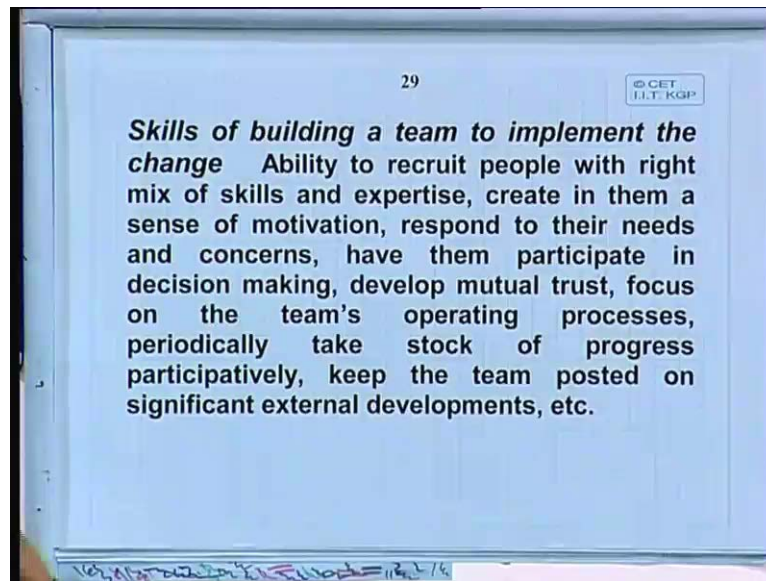 29
© CET
I.I.T. KGP
Skills of building a team to implement the
change Ability to recruit people with right
mix of skills and expertise, create in them a
sense of motivation, respond to their needs
and concerns, have them participate in
decision making, develop mutual trust, focus
on the team's operating processes,
periodically take stock of progress
participatively, keep the team posted on
significant external developments, etc.